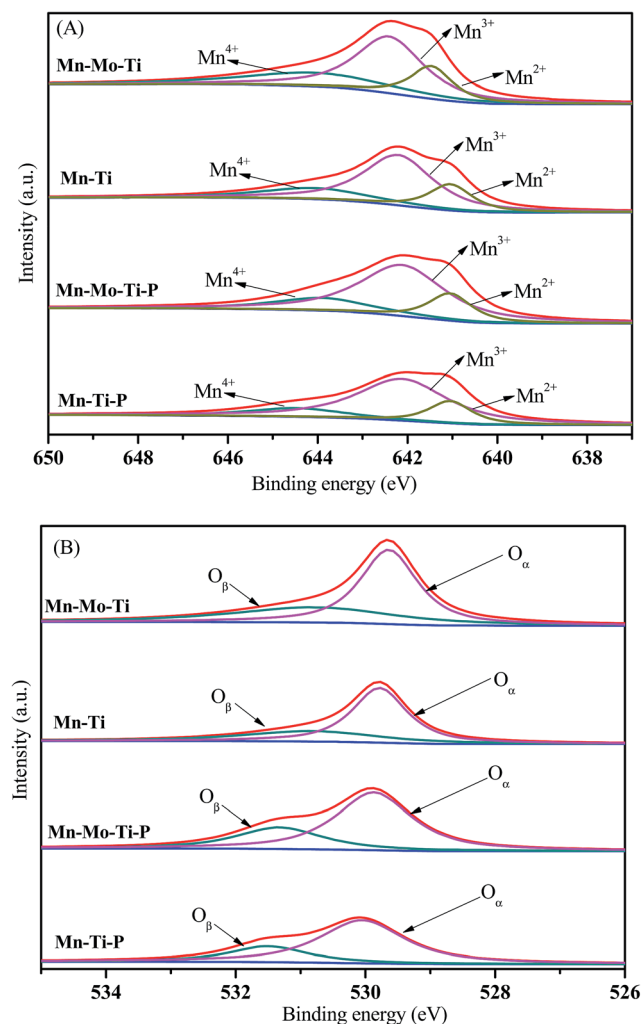 (A)
Mn-Mo-Ti
Mn⁴⁺
Mn³⁺
Mn²⁺
Mn-Ti
Mn⁴⁺
Mn³⁺
Mn²⁺
Mn-Mo-Ti-P
Mn⁴⁺
Mn³⁺
Mn²⁺
Mn-Ti-P
Mn⁴⁺
Mn³⁺
Mn²⁺
Intensity (a.u.)
650 648 646 644 642 640 638
Binding energy (eV)
(B)
Mn-Mo-Ti
Oβ
Oα
Mn-Ti
Oβ
Oα
Mn-Mo-Ti-P
Oβ
Oα
Mn-Ti-P
Oβ
Oα
Intensity (a.u.)
534 532 530 528 526
Binding energy (eV)